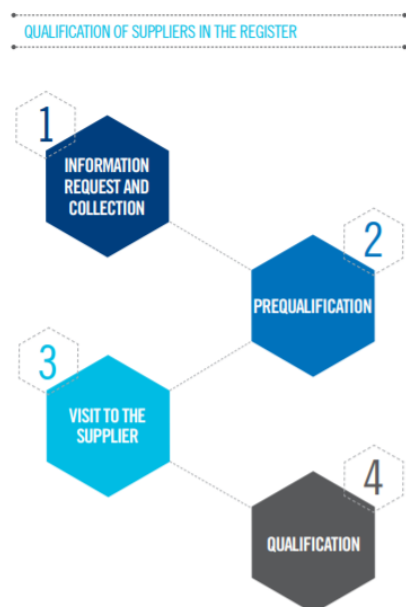 QUALIFICATION OF SUPPLIERS IN THE REGISTER
1
INFORMATION
REQUEST AND
COLLECTION
2
PREQUALIFICATION
3
VISIT TO THE
SUPPLIER
4
QUALIFICATION